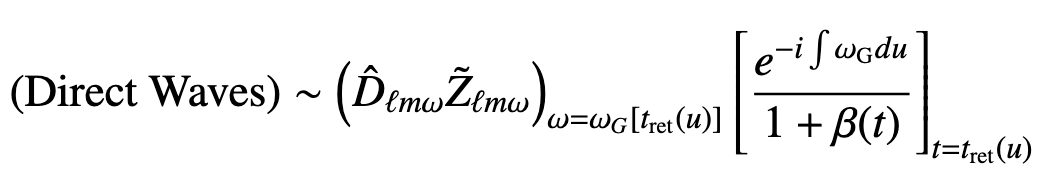 (Direct Waves) ∼ (D̂_{ℓmω} Z̃_{ℓmω})_{ω=ω_G[t_ret(u)]} [e^{−i∫ω_G du} / (1 + β(t))]_{t=t_ret(u)}